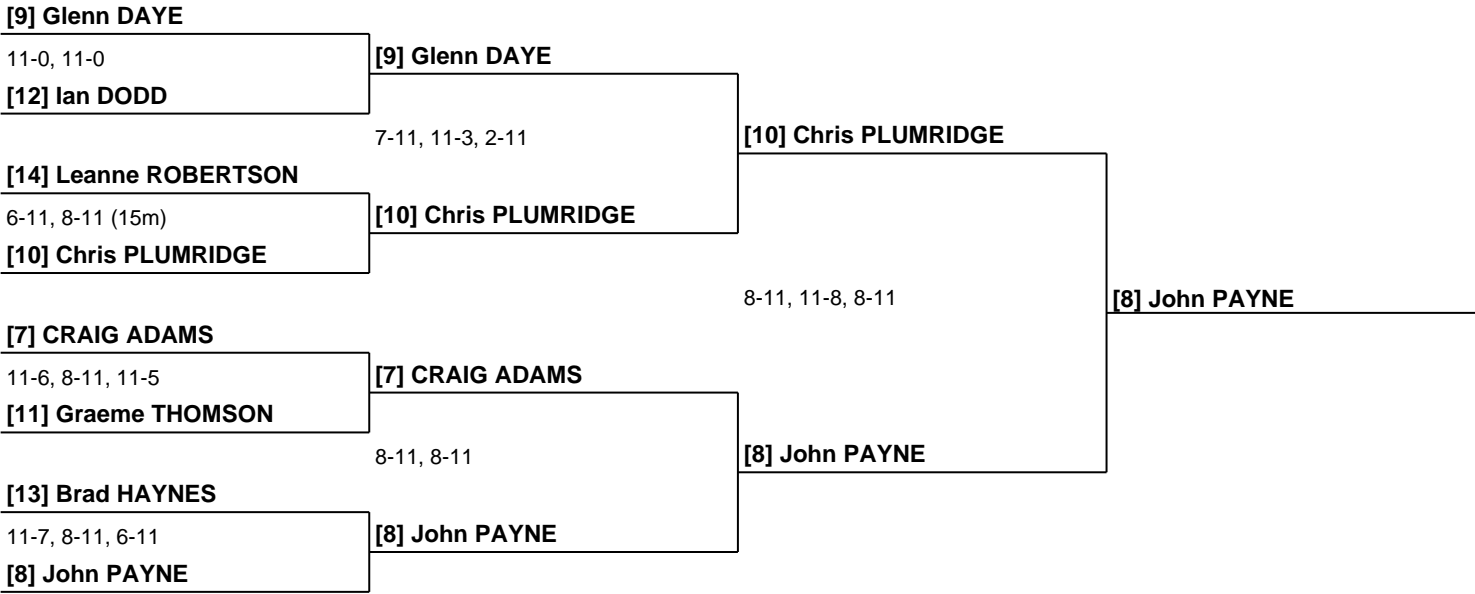 [9] Glenn DAYE
11-0, 11-0
[9] Glenn DAYE
[12] Ian DODD
7-11, 11-3, 2-11
[10] Chris PLUMRIDGE
[14] Leanne ROBERTSON
6-11, 8-11 (15m)
[10] Chris PLUMRIDGE
[10] Chris PLUMRIDGE
8-11, 11-8, 8-11
[8] John PAYNE
[7] CRAIG ADAMS
11-6, 8-11, 11-5
[7] CRAIG ADAMS
[11] Graeme THOMSON
8-11, 8-11
[8] John PAYNE
[13] Brad HAYNES
11-7, 8-11, 6-11
[8] John PAYNE
[8] John PAYNE